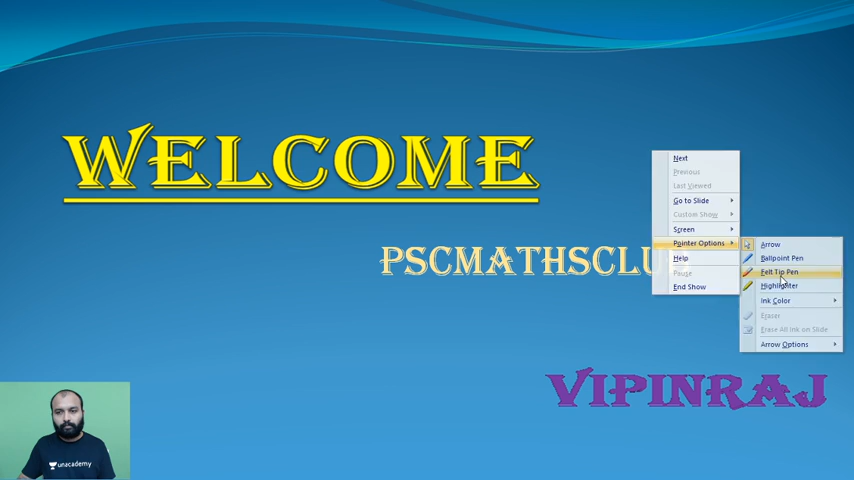 WELCOME
PSCMATHSCLU
VIPINRAJ
Next
Previous
Last Viewed
Go to Slide
Custom Show
Screen
Pointer Options
Help
Pause
End Show
Arrow
Ballpoint Pen
Felt Tip Pen
Highlighter
Ink Color
Eraser
Erase All Ink on Slide
Arrow Options
unacademy